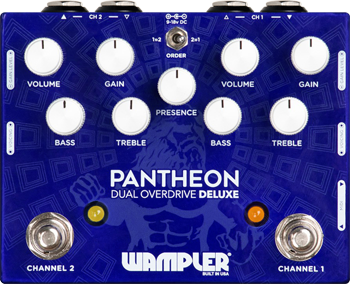 CH 2
9-18V DC
CH 1
1>2
2>1
ORDER
VOLUME
GAIN
VOLUME
GAIN
PRESENCE
BASS
TREBLE
BASS
TREBLE
PANTHEON
DUAL OVERDRIVE DELUXE
CHANNEL 2
WAMPLER
CHANNEL 1
BUILT IN USA